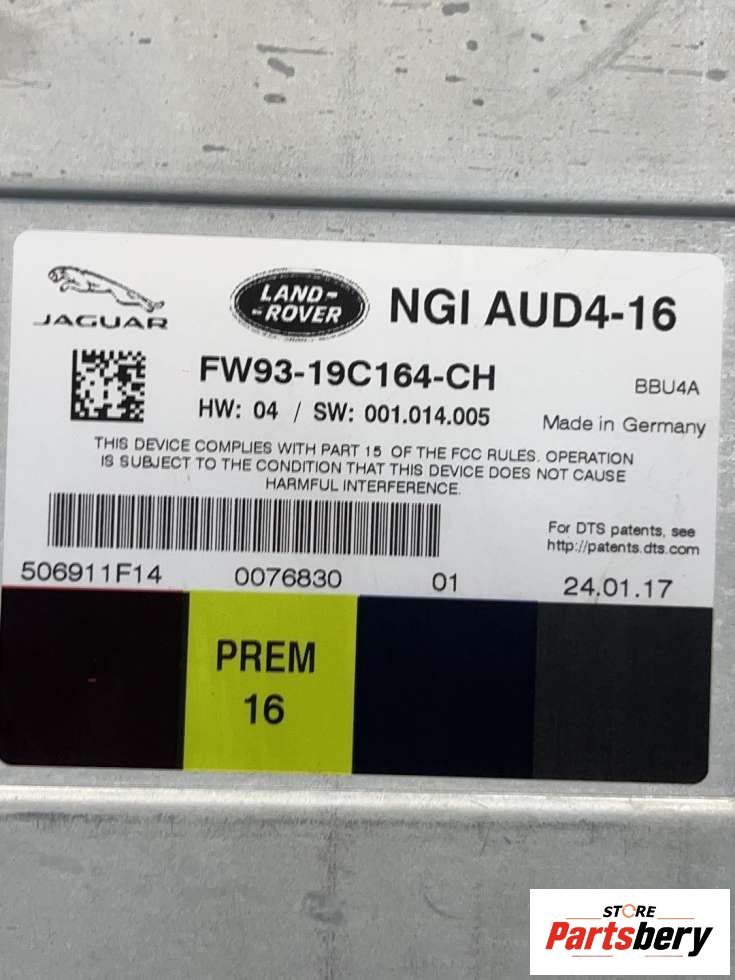 JAGUAR
LAND-
-ROVER
NGI AUD4-16
FW93-19C164-CH
BBU4A
HW: 04 / SW: 001.014.005
Made in Germany
THIS DEVICE COMPLIES WITH PART 15 OF THE FCC RULES. OPERATION
IS SUBJECT TO THE CONDITION THAT THIS DEVICE DOES NOT CAUSE
HARMFUL INTERFERENCE.
For DTS patents, see
http://patents.dts.com
506911F14 0076830 01 24.01.17
PREM
16
STORE
Partsbery